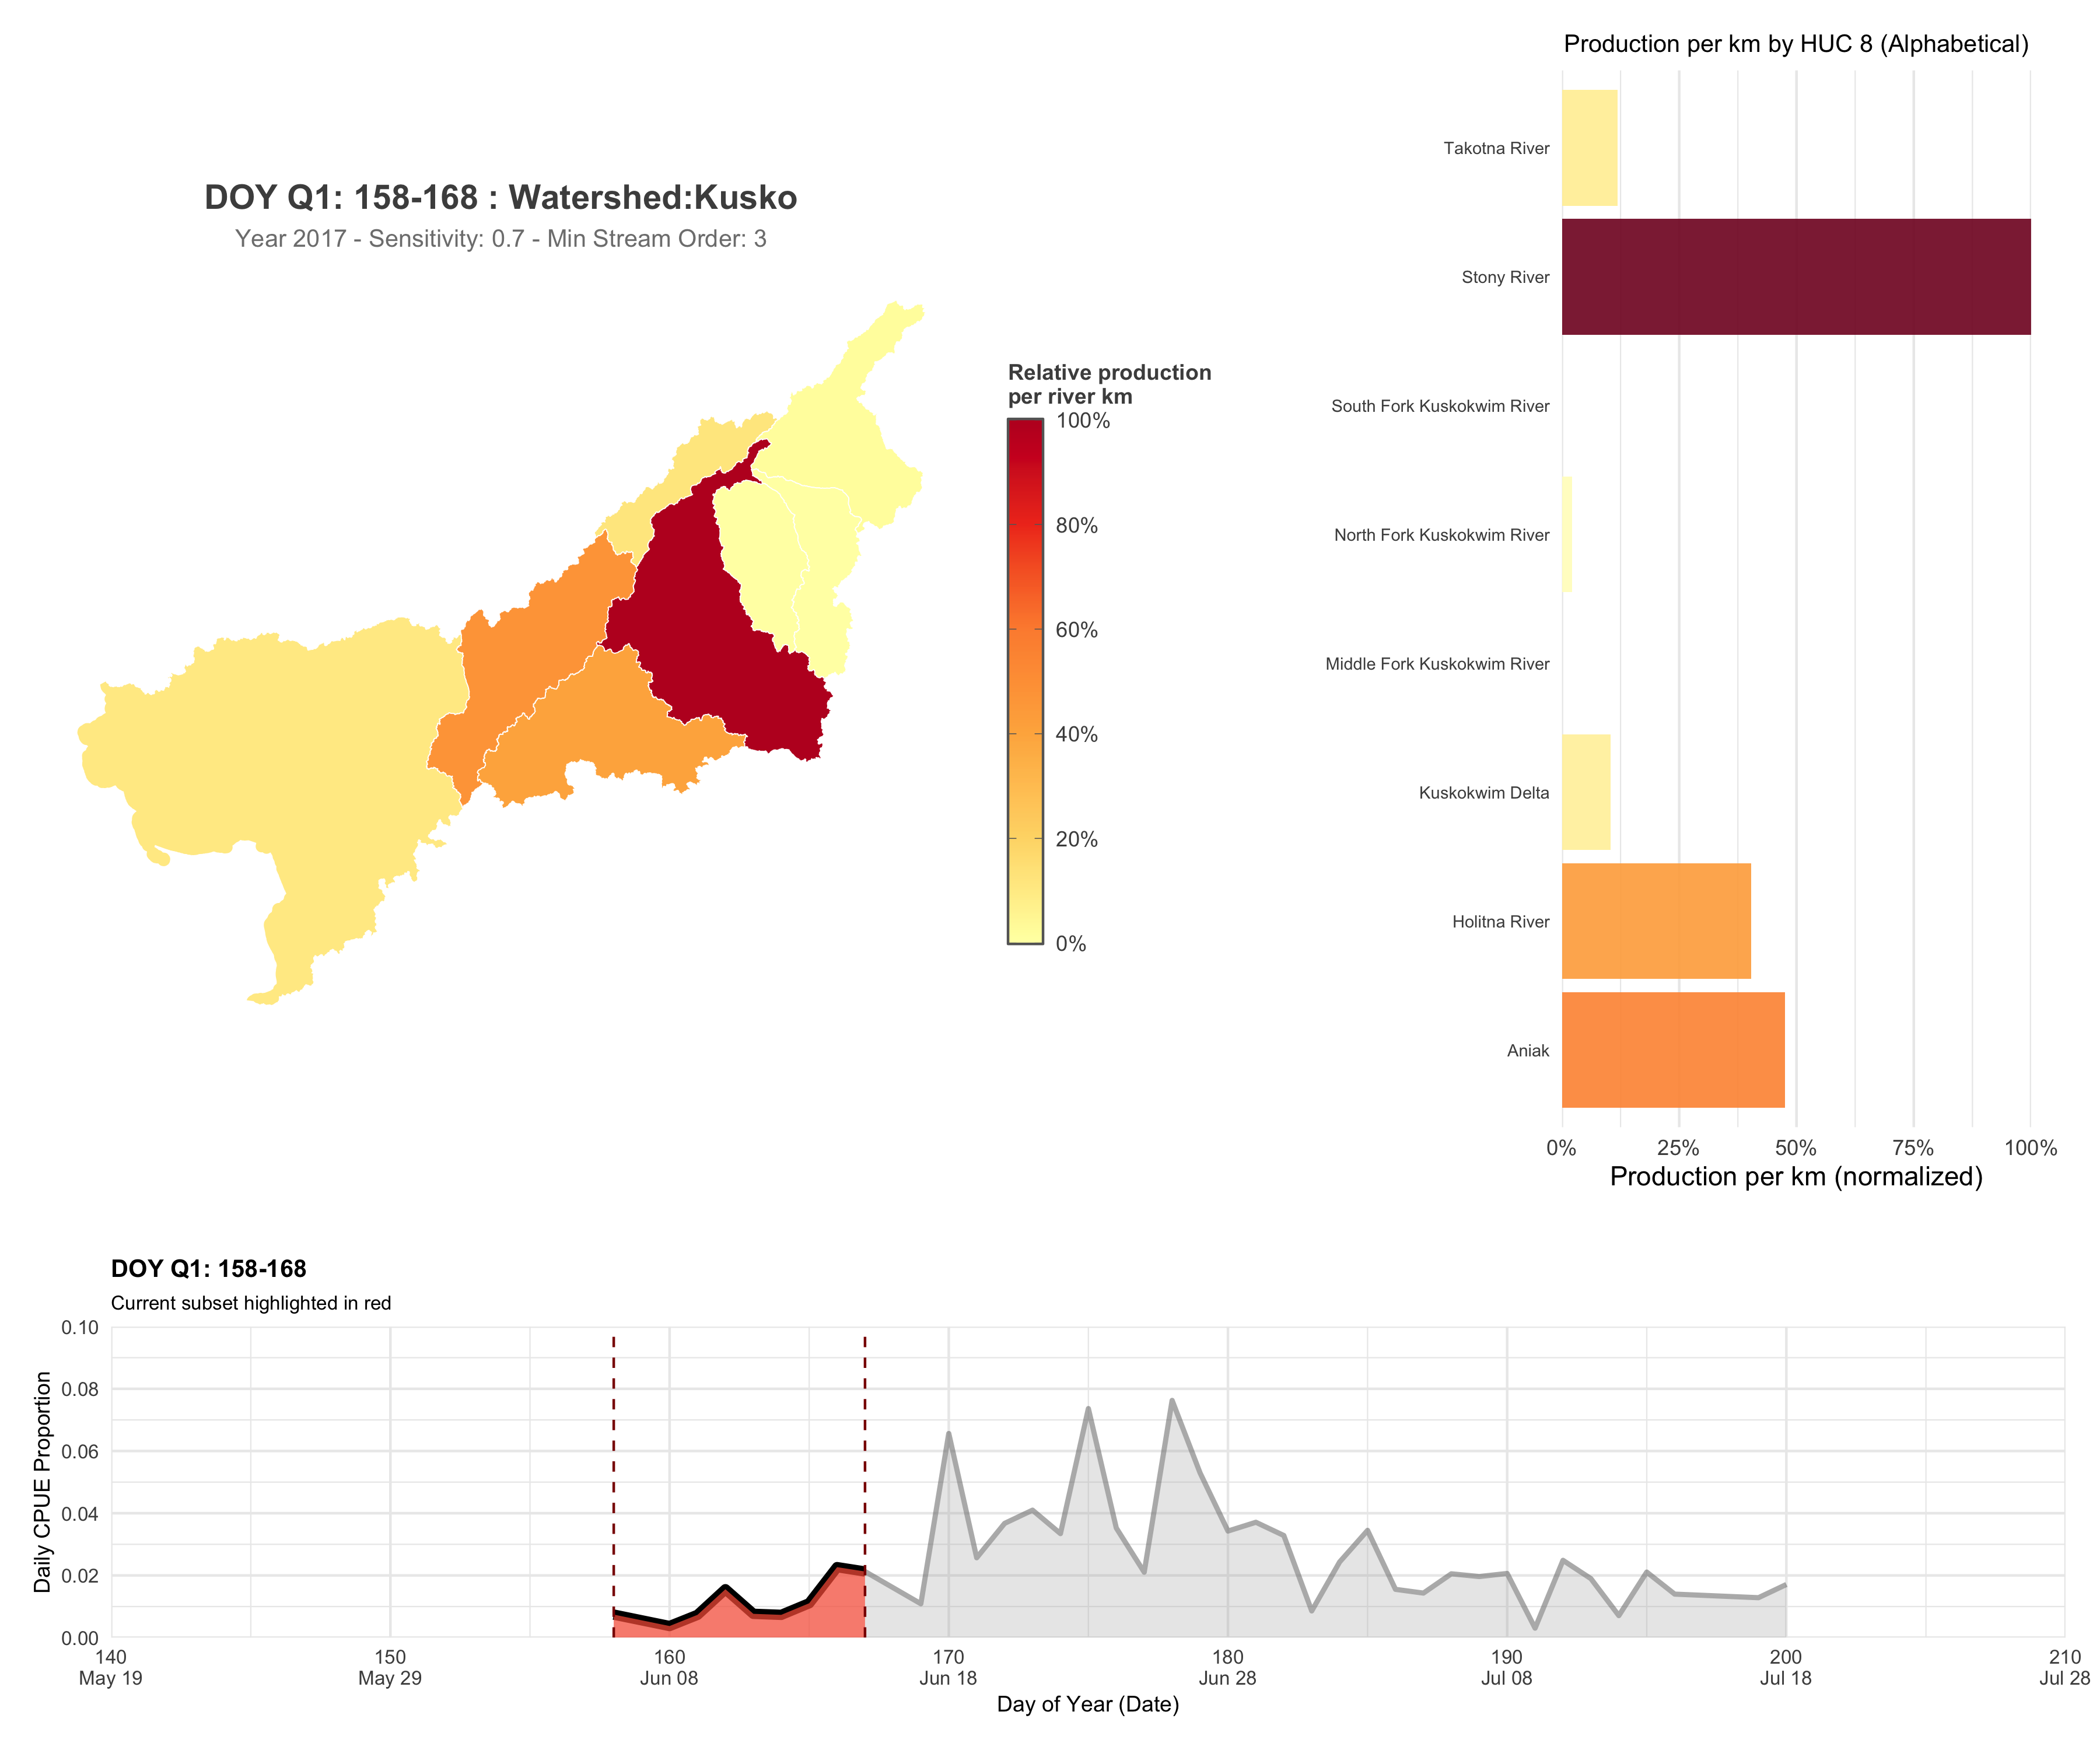 Production per km by HUC 8 (Alphabetical)
Takotna River
Stony River
South Fork Kuskokwim River
North Fork Kuskokwim River
Middle Fork Kuskokwim River
Kuskokwim Delta
Holitna River
Aniak
0% 25% 50% 75% 100%
Production per km (normalized)
DOY Q1: 158-168 : Watershed:Kusko
Year 2017 - Sensitivity: 0.7 - Min Stream Order: 3
Relative production
per river km
100%
80%
60%
40%
20%
0%
DOY Q1: 158-168
Current subset highlighted in red
Daily CPUE Proportion
0.10
0.08
0.06
0.04
0.02
0.00
140 150 160 170 180 190 200 210
May 19 May 29 Jun 08 Jun 18 Jun 28 Jul 08 Jul 18 Jul 28
Day of Year (Date)